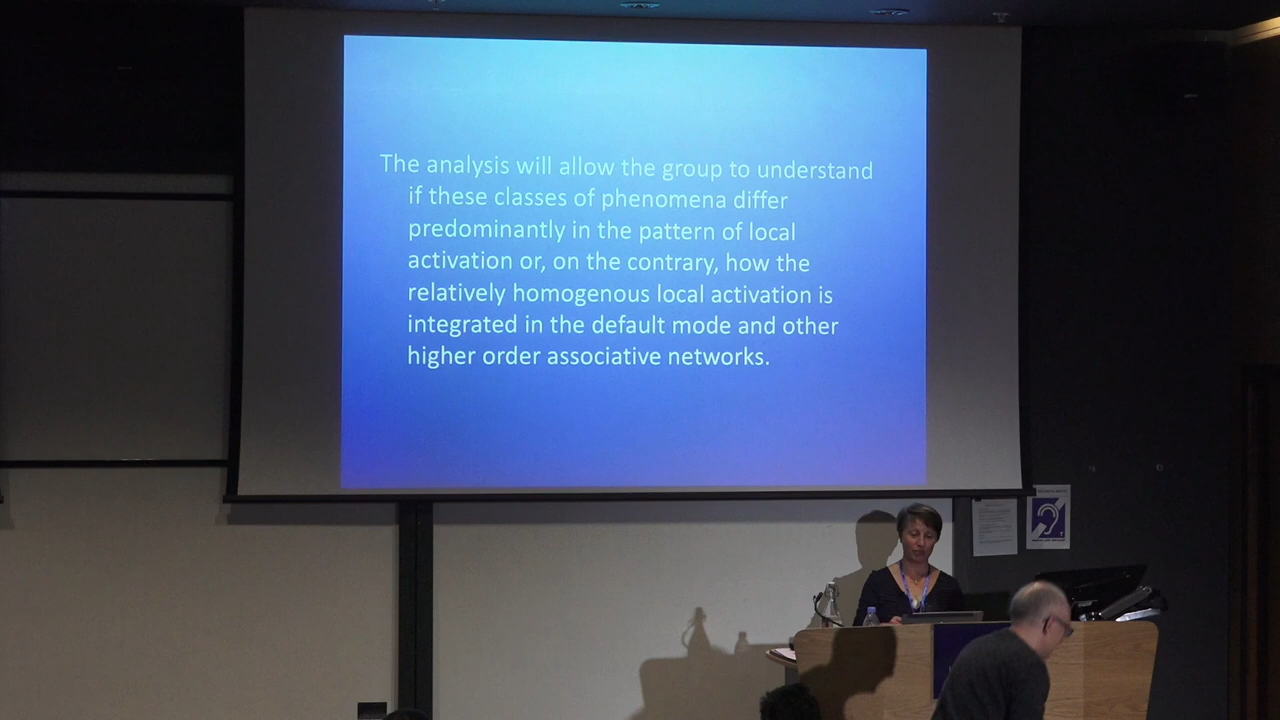 The analysis will allow the group to understand
if these classes of phenomena differ
predominantly in the pattern of local
activation or, on the contrary, how the
relatively homogenous local activation is
integrated in the default mode and other
higher order associative networks.